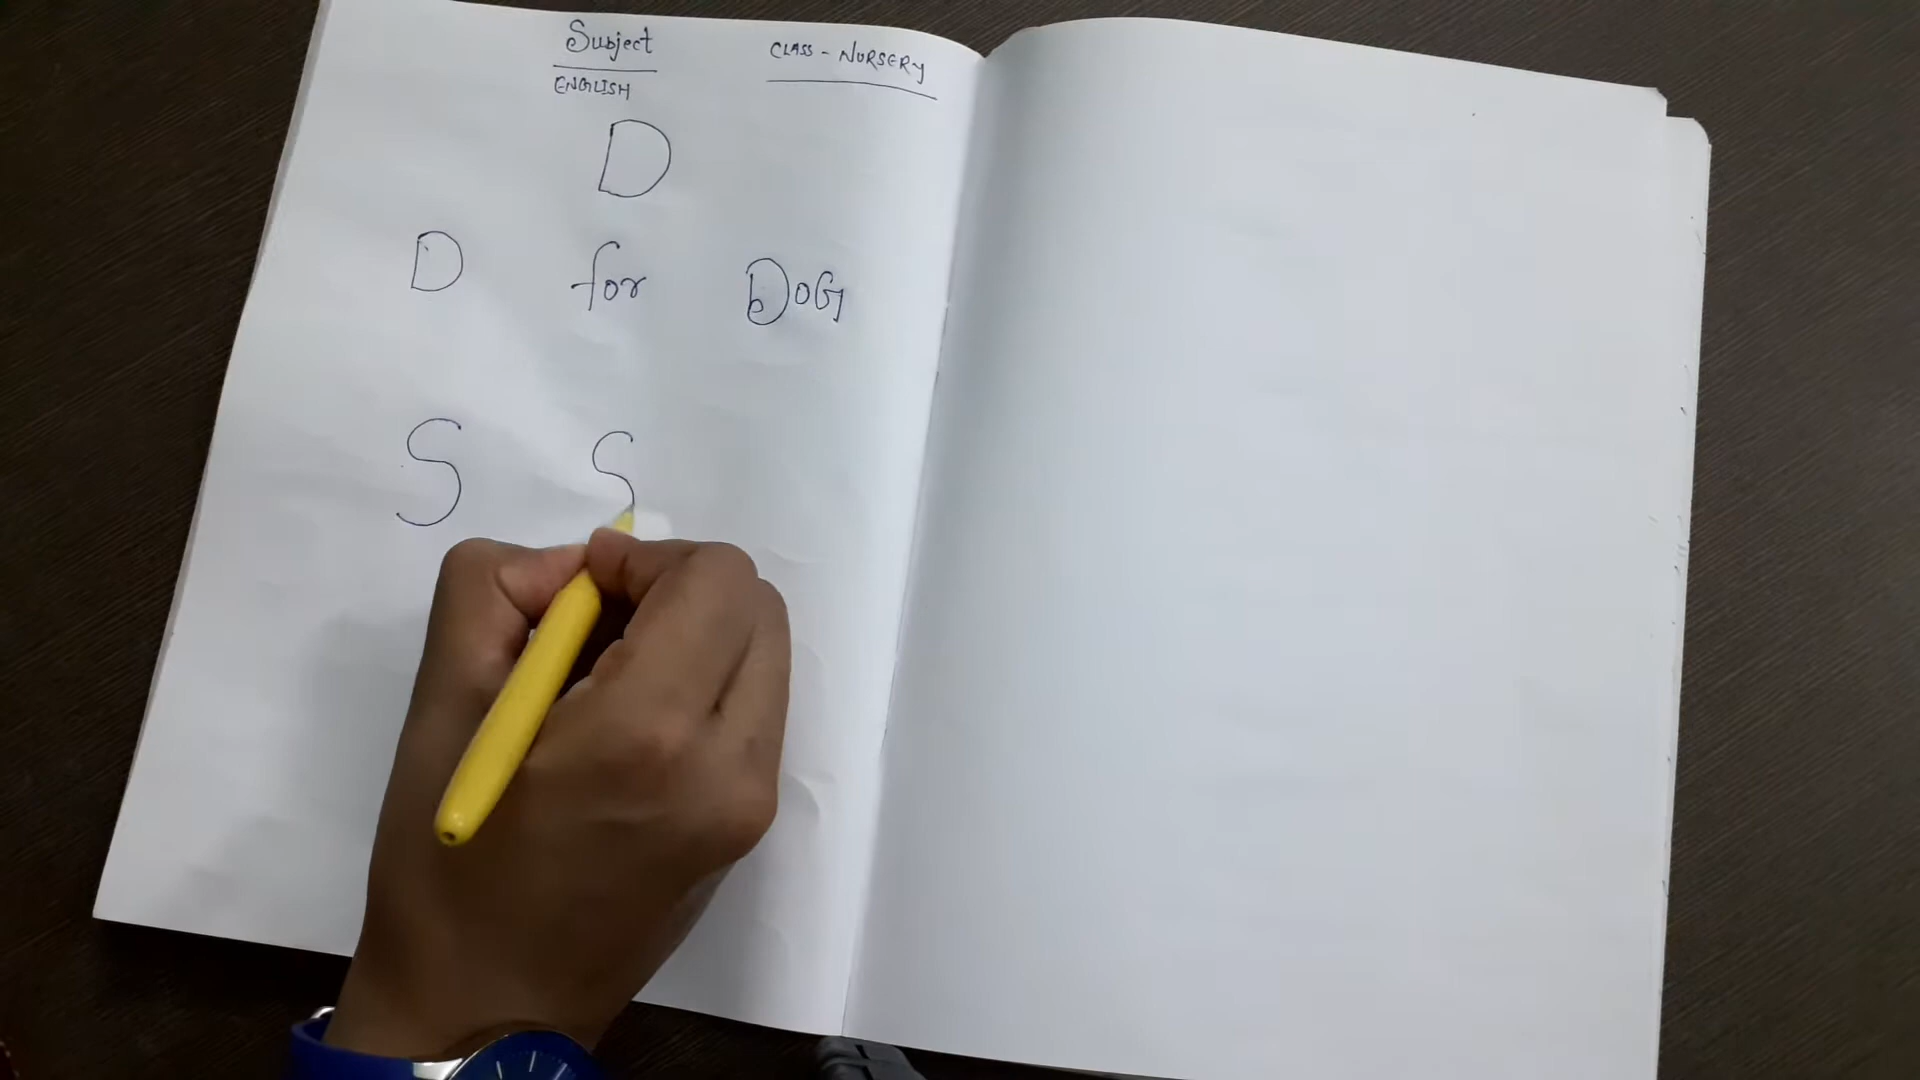 Subject
CLASS - NURSERY
ENGLISH
D
D for DOG
S S